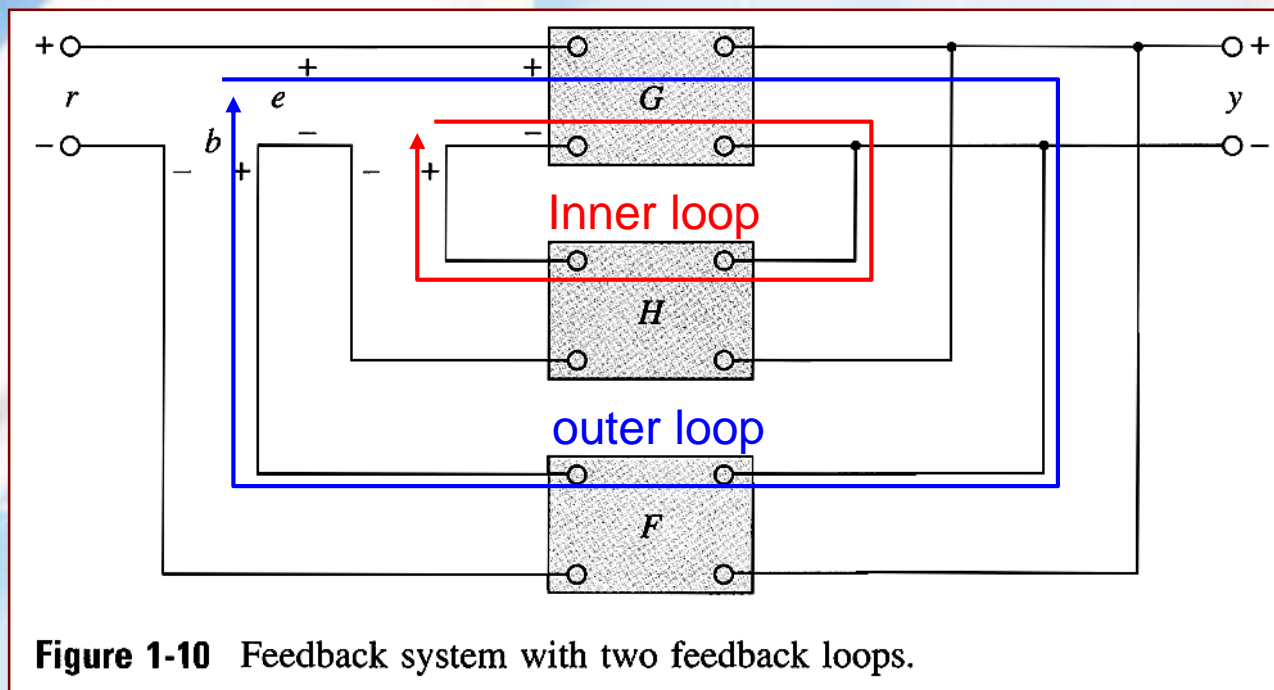 + +
+ +
r e G y
b
− − − −
− + − +
Inner loop
H
outer loop
F
Figure 1-10 Feedback system with two feedback loops.